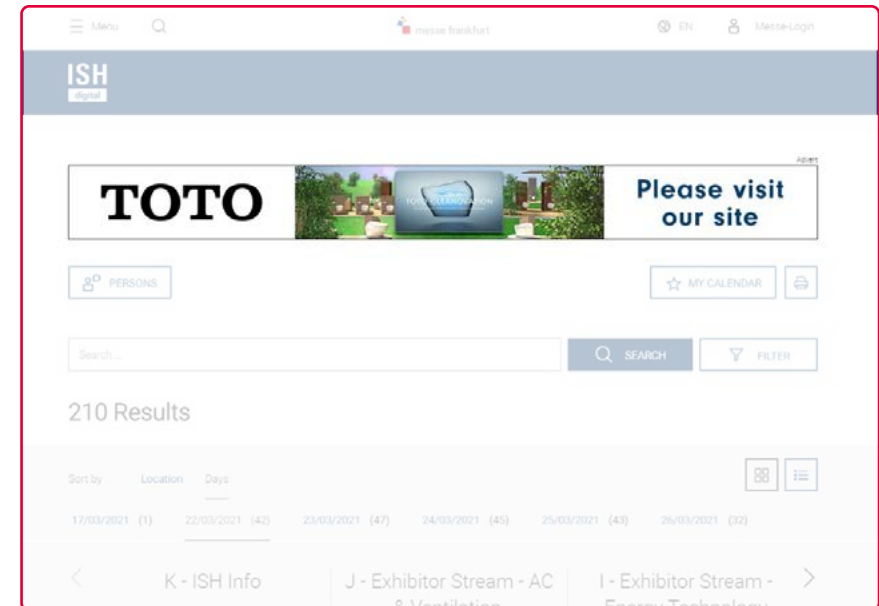 Menu
messe frankfurt
EN
Messe-Login
ISH
digital
Advert
TOTO
TOTO CLEANOVATION
Please visit
our site
PERSONS
MY CALENDAR
Search...
SEARCH
FILTER
210 Results
Sort by
Location
Days
17/03/2021 (1)
22/03/2021 (42)
23/03/2021 (47)
24/03/2021 (45)
25/03/2021 (43)
26/03/2021 (32)
K - ISH Info
J - Exhibitor Stream - AC
& Ventilation
I - Exhibitor Stream -
Energy Technology